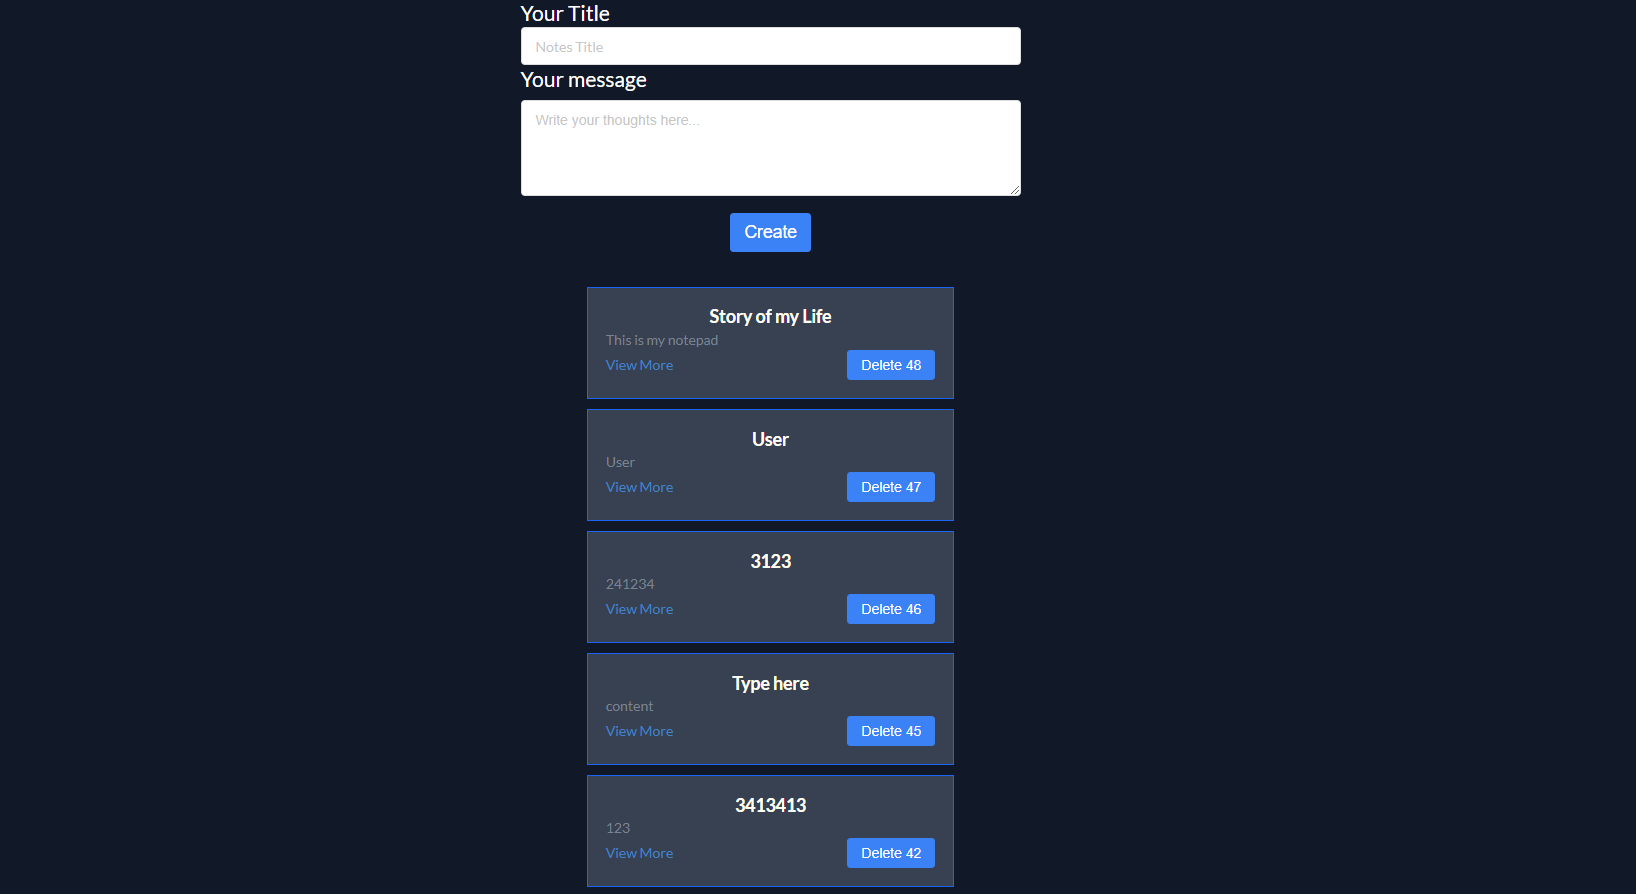 Your Title
Notes Title
Your message
Write your thoughts here...
Create
Story of my Life
This is my notepad
View More
Delete 48
User
User
View More
Delete 47
3123
241234
View More
Delete 46
Type here
content
View More
Delete 45
3413413
123
View More
Delete 42